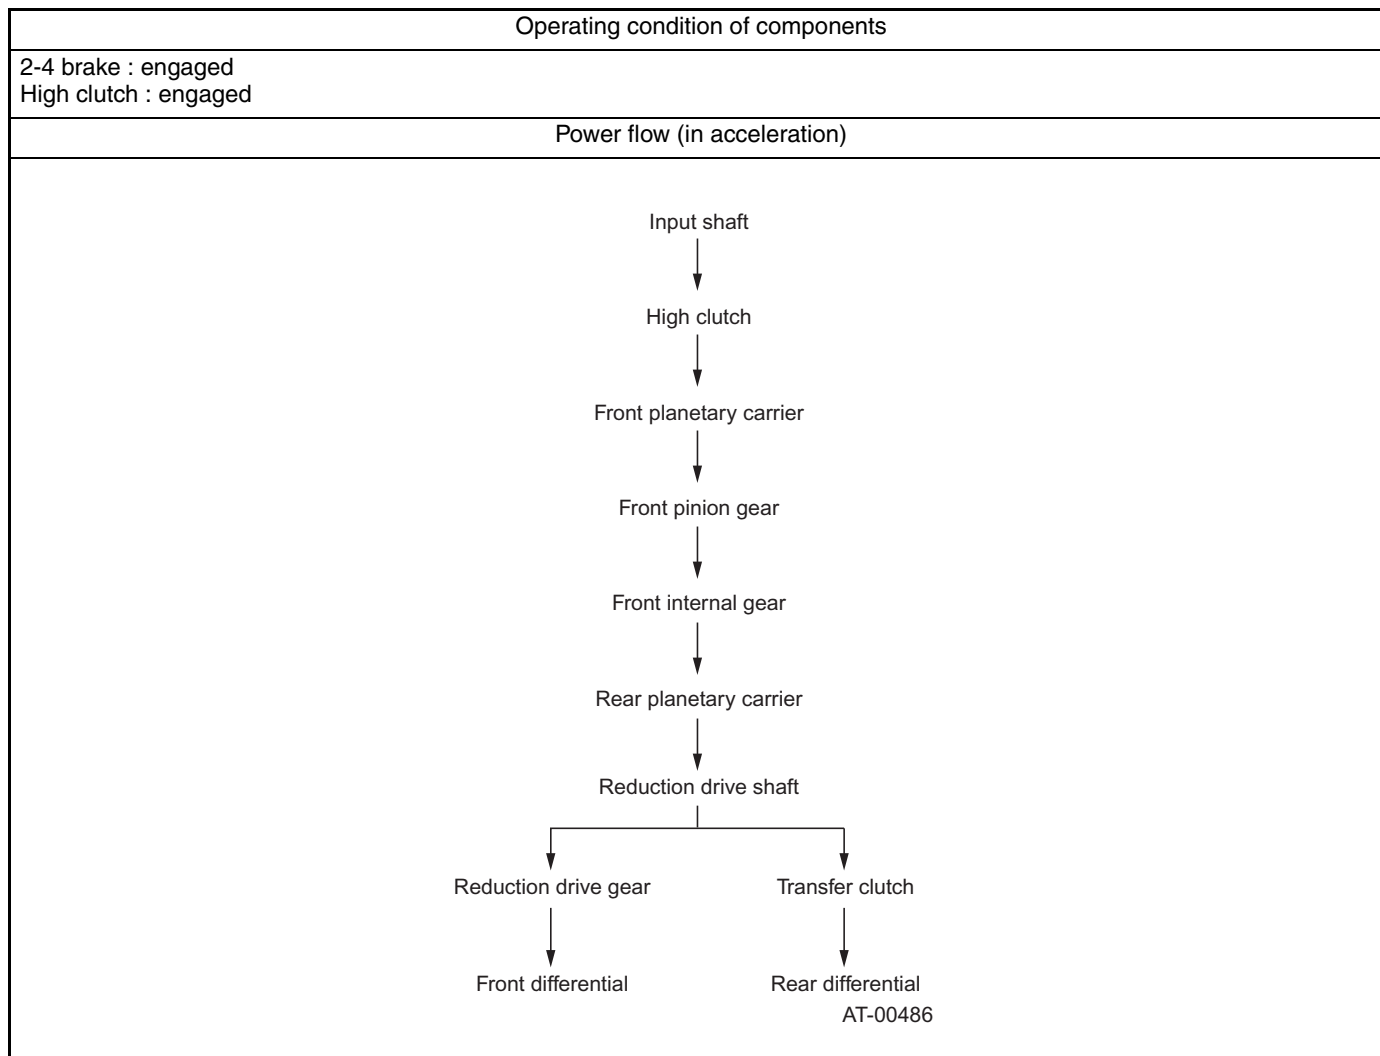 Operating condition of components
2-4 brake : engaged
High clutch : engaged
Power flow (in acceleration)
Input shaft
High clutch
Front planetary carrier
Front pinion gear
Front internal gear
Rear planetary carrier
Reduction drive shaft
Reduction drive gear
Transfer clutch
Front differential
Rear differential
AT-00486